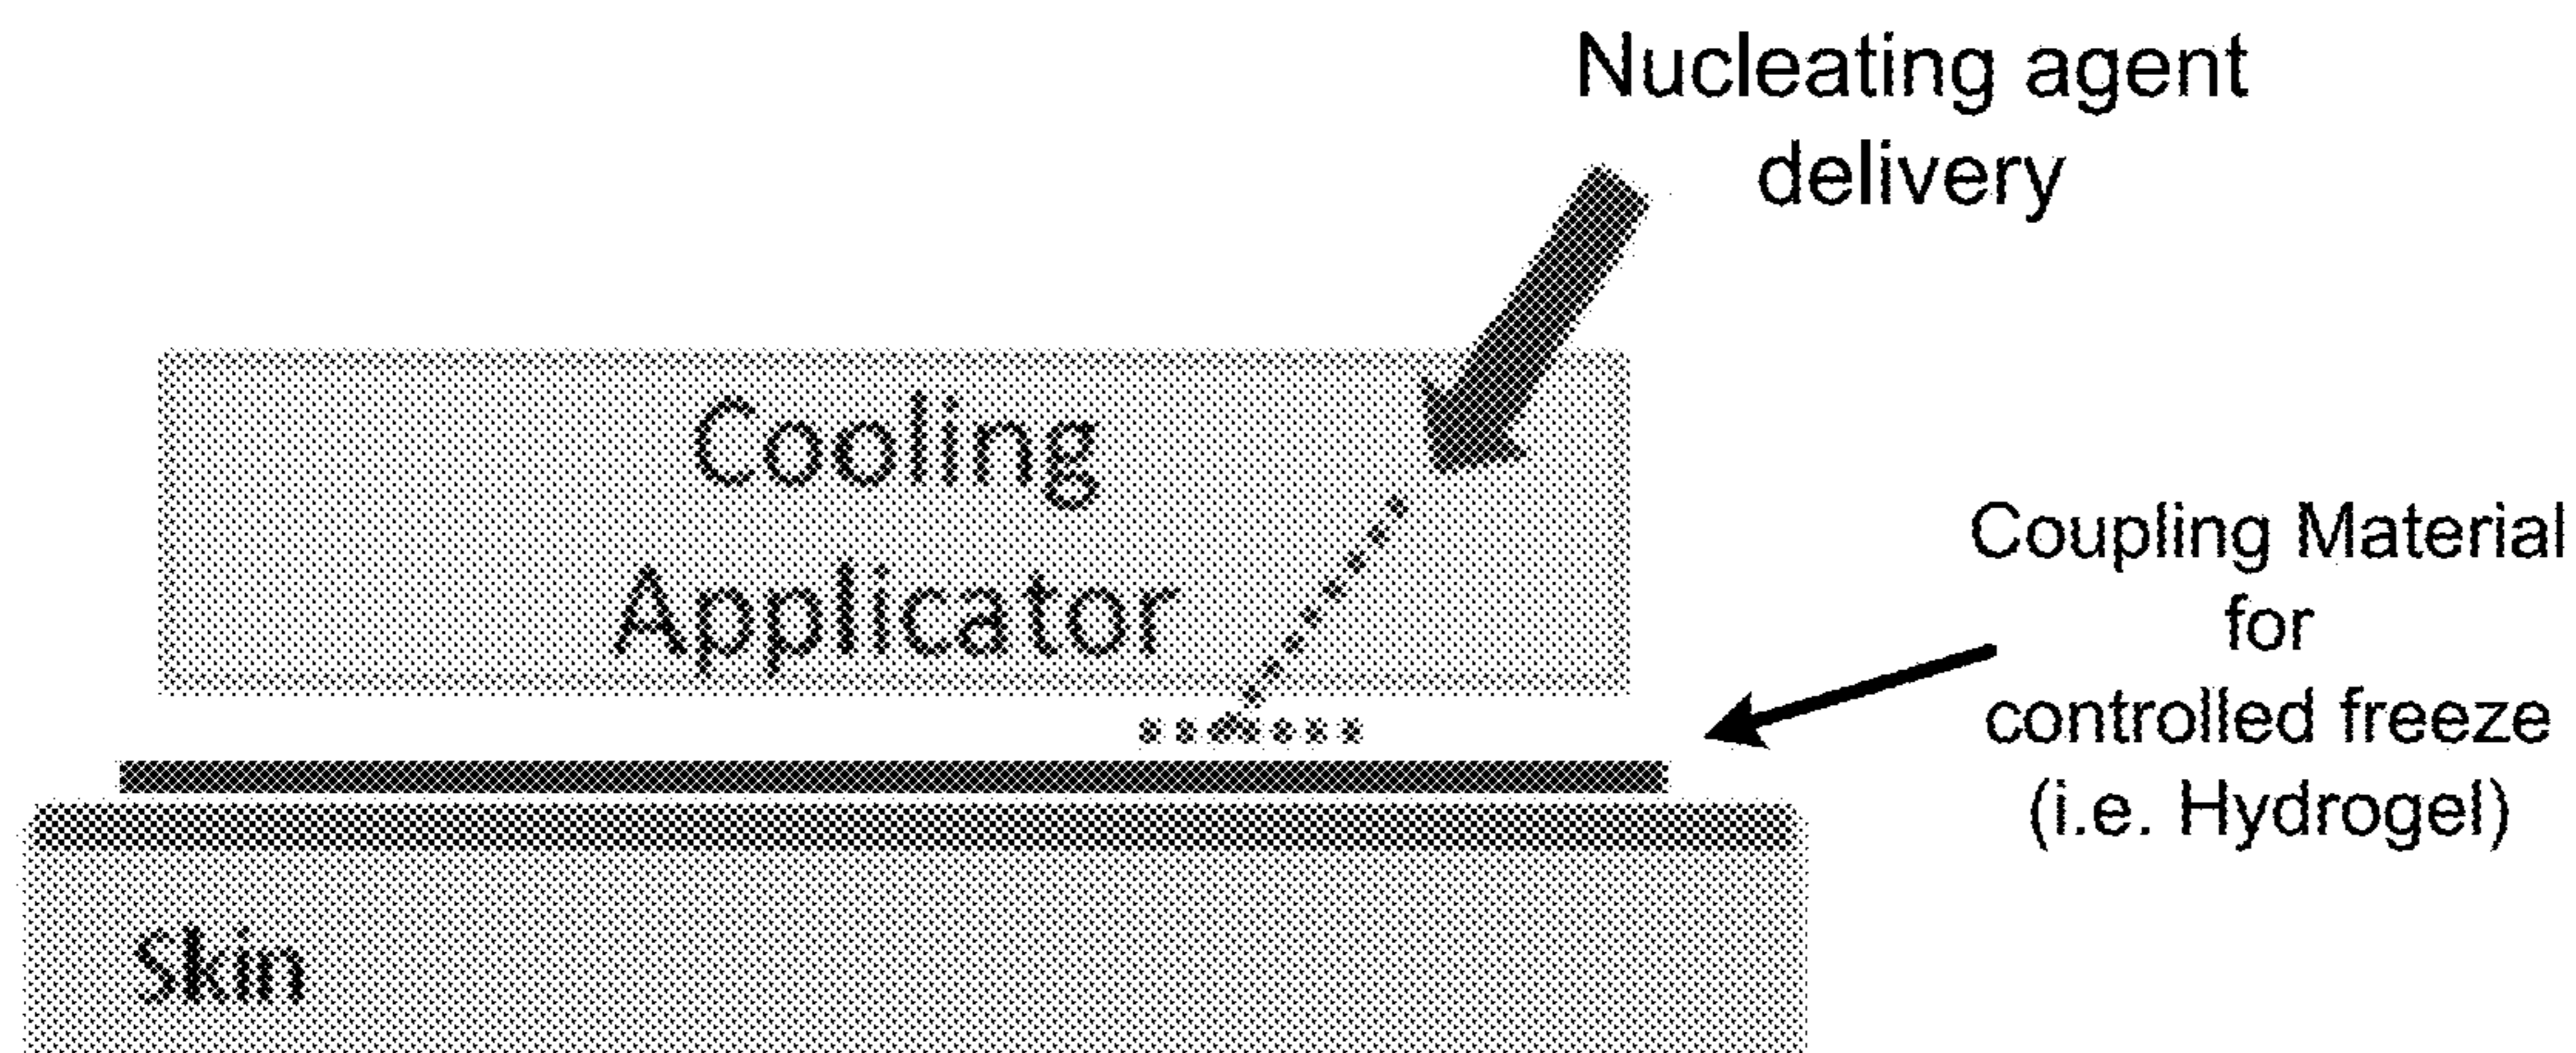 Nucleating agent
delivery
Cooling
Applicator
Coupling Material
for
controlled freeze
(i.e. Hydrogel)
Skin